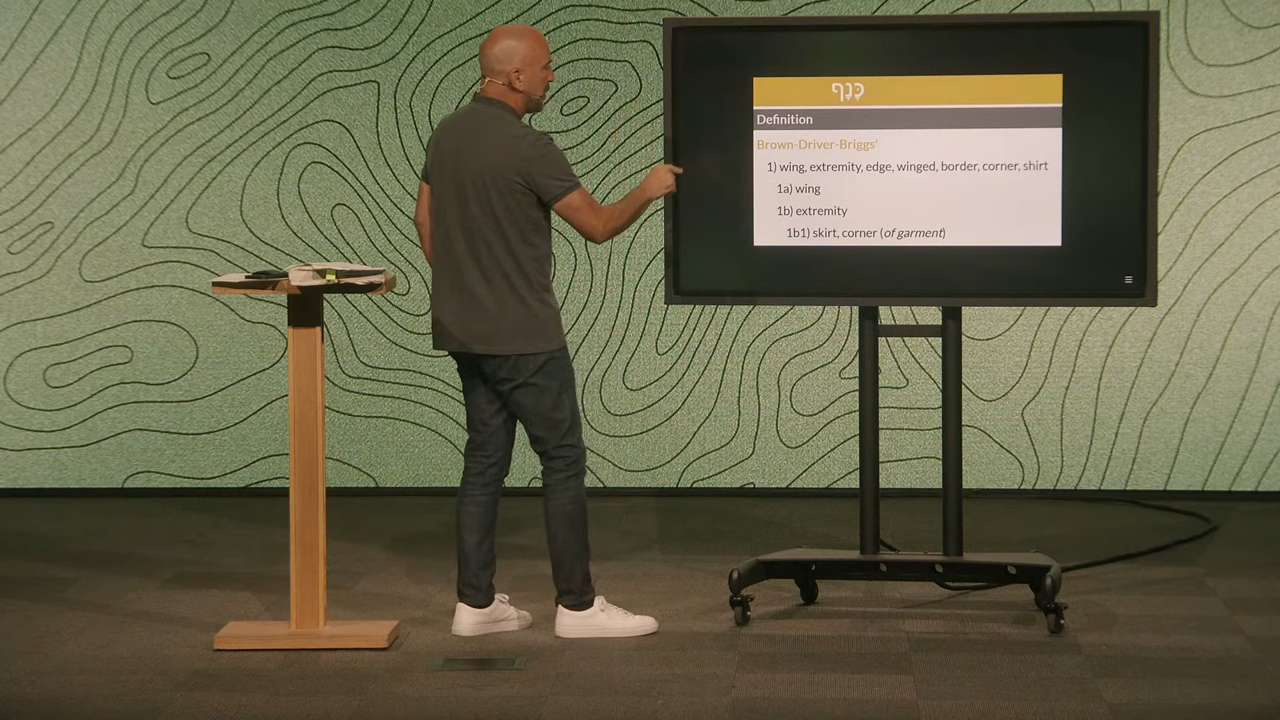 כָּנָף
Definition
Brown-Driver-Briggs'
1) wing, extremity, edge, winged, border, corner, shirt
1a) wing
1b) extremity
1b1) skirt, corner (of garment)